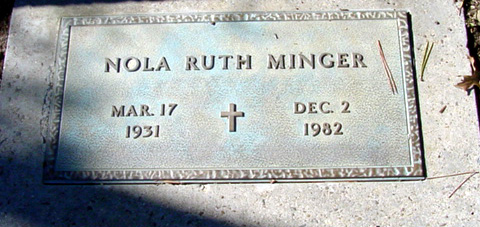 NOLA RUTH MINGER
MAR. 17 DEC. 2
1931 1982